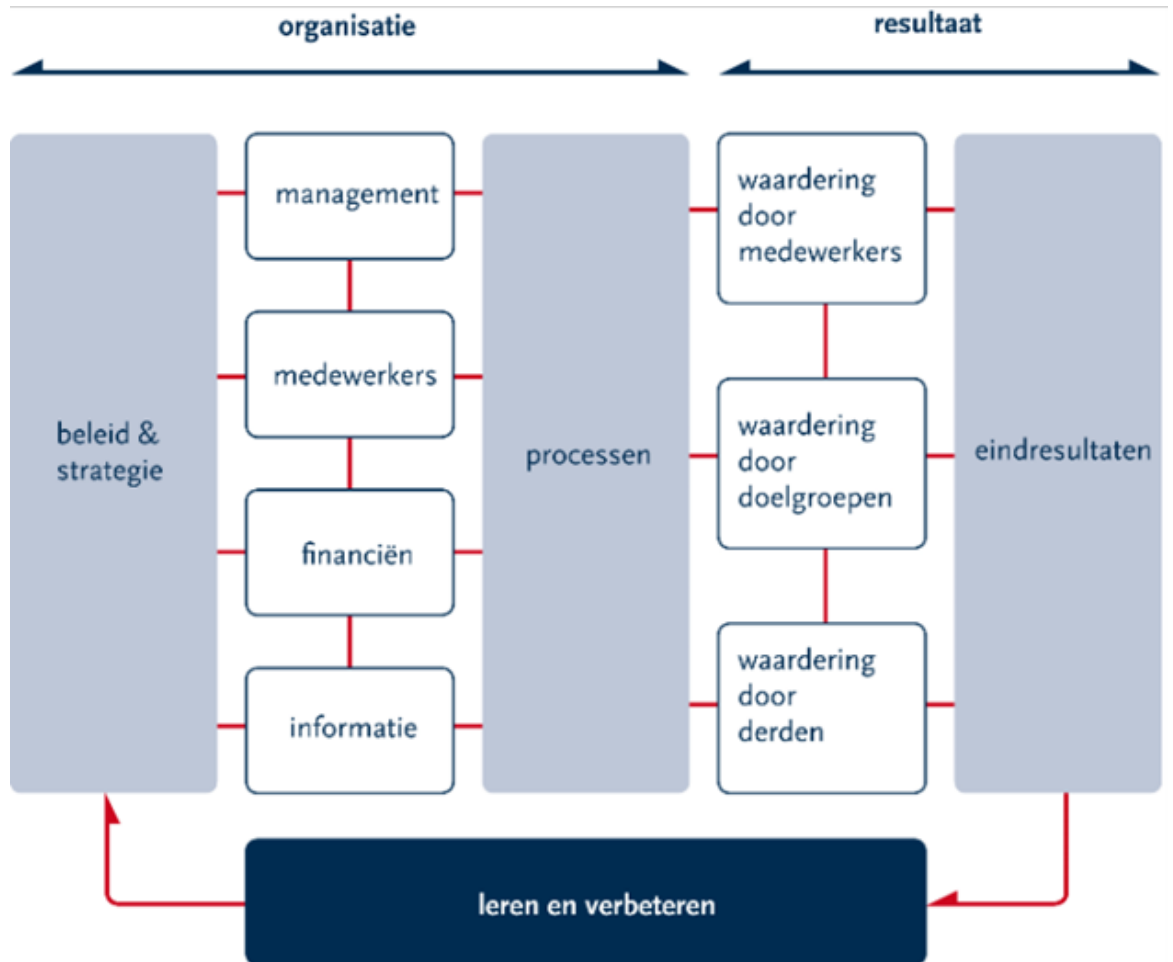 organisatie
resultaat
beleid &
strategie
management
medewerkers
financiën
informatie
processen
waardering
door
medewerkers
waardering
door
doelgroepen
waardering
door
derden
eindresultaten
leren en verbeteren